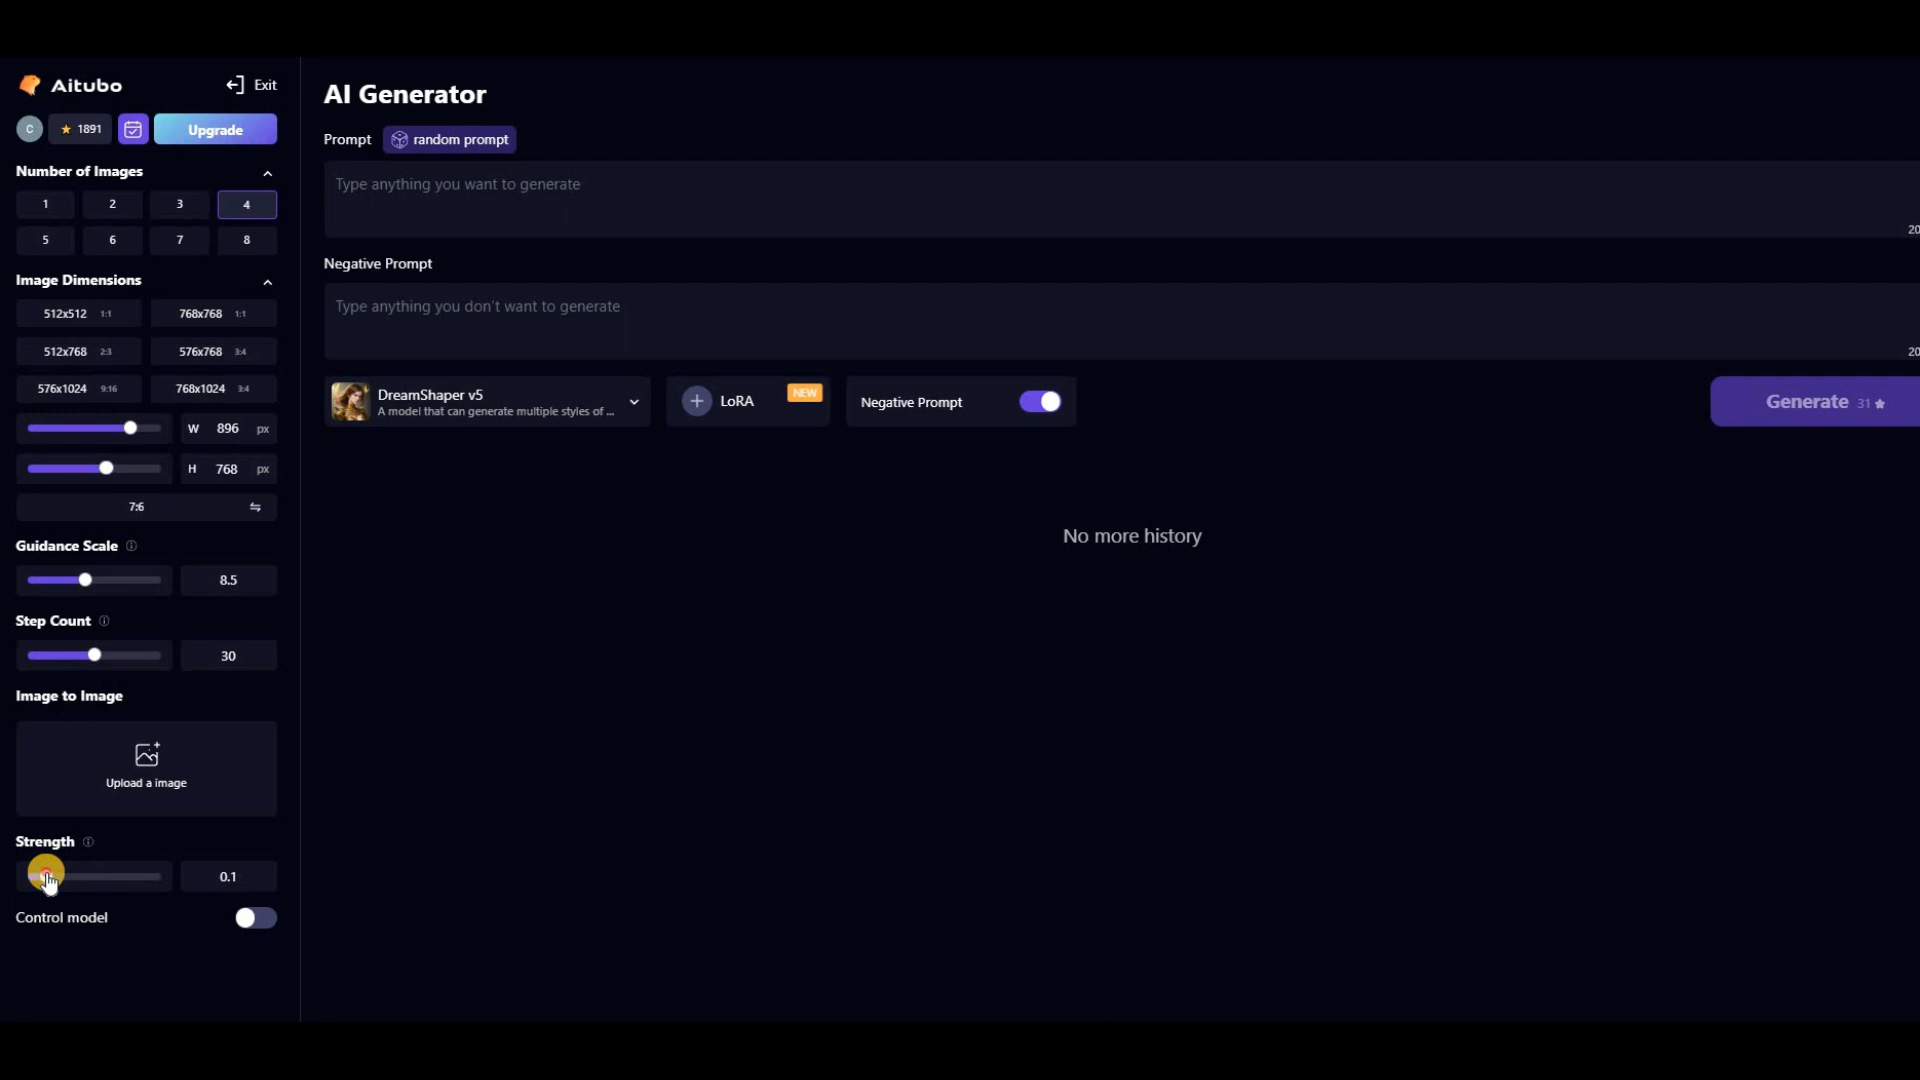 Aitubo
Exit
C
1891
Upgrade
Number of Images
1 2 3 4
5 6 7 8
Image Dimensions
512x512 1:1 768x768 1:1
512x768 2:3 576x768 3:4
576x1024 9:16 768x1024 3:4
W 896 px
H 768 px
7:6
Guidance Scale
8.5
Step Count
30
Image to Image
Upload a image
Strength
0.1
Control model
AI Generator
Prompt random prompt
Type anything you want to generate
20
Negative Prompt
Type anything you don't want to generate
20
DreamShaper v5
A model that can generate multiple styles of ...
LoRA NEW
Negative Prompt
Generate 31
No more history